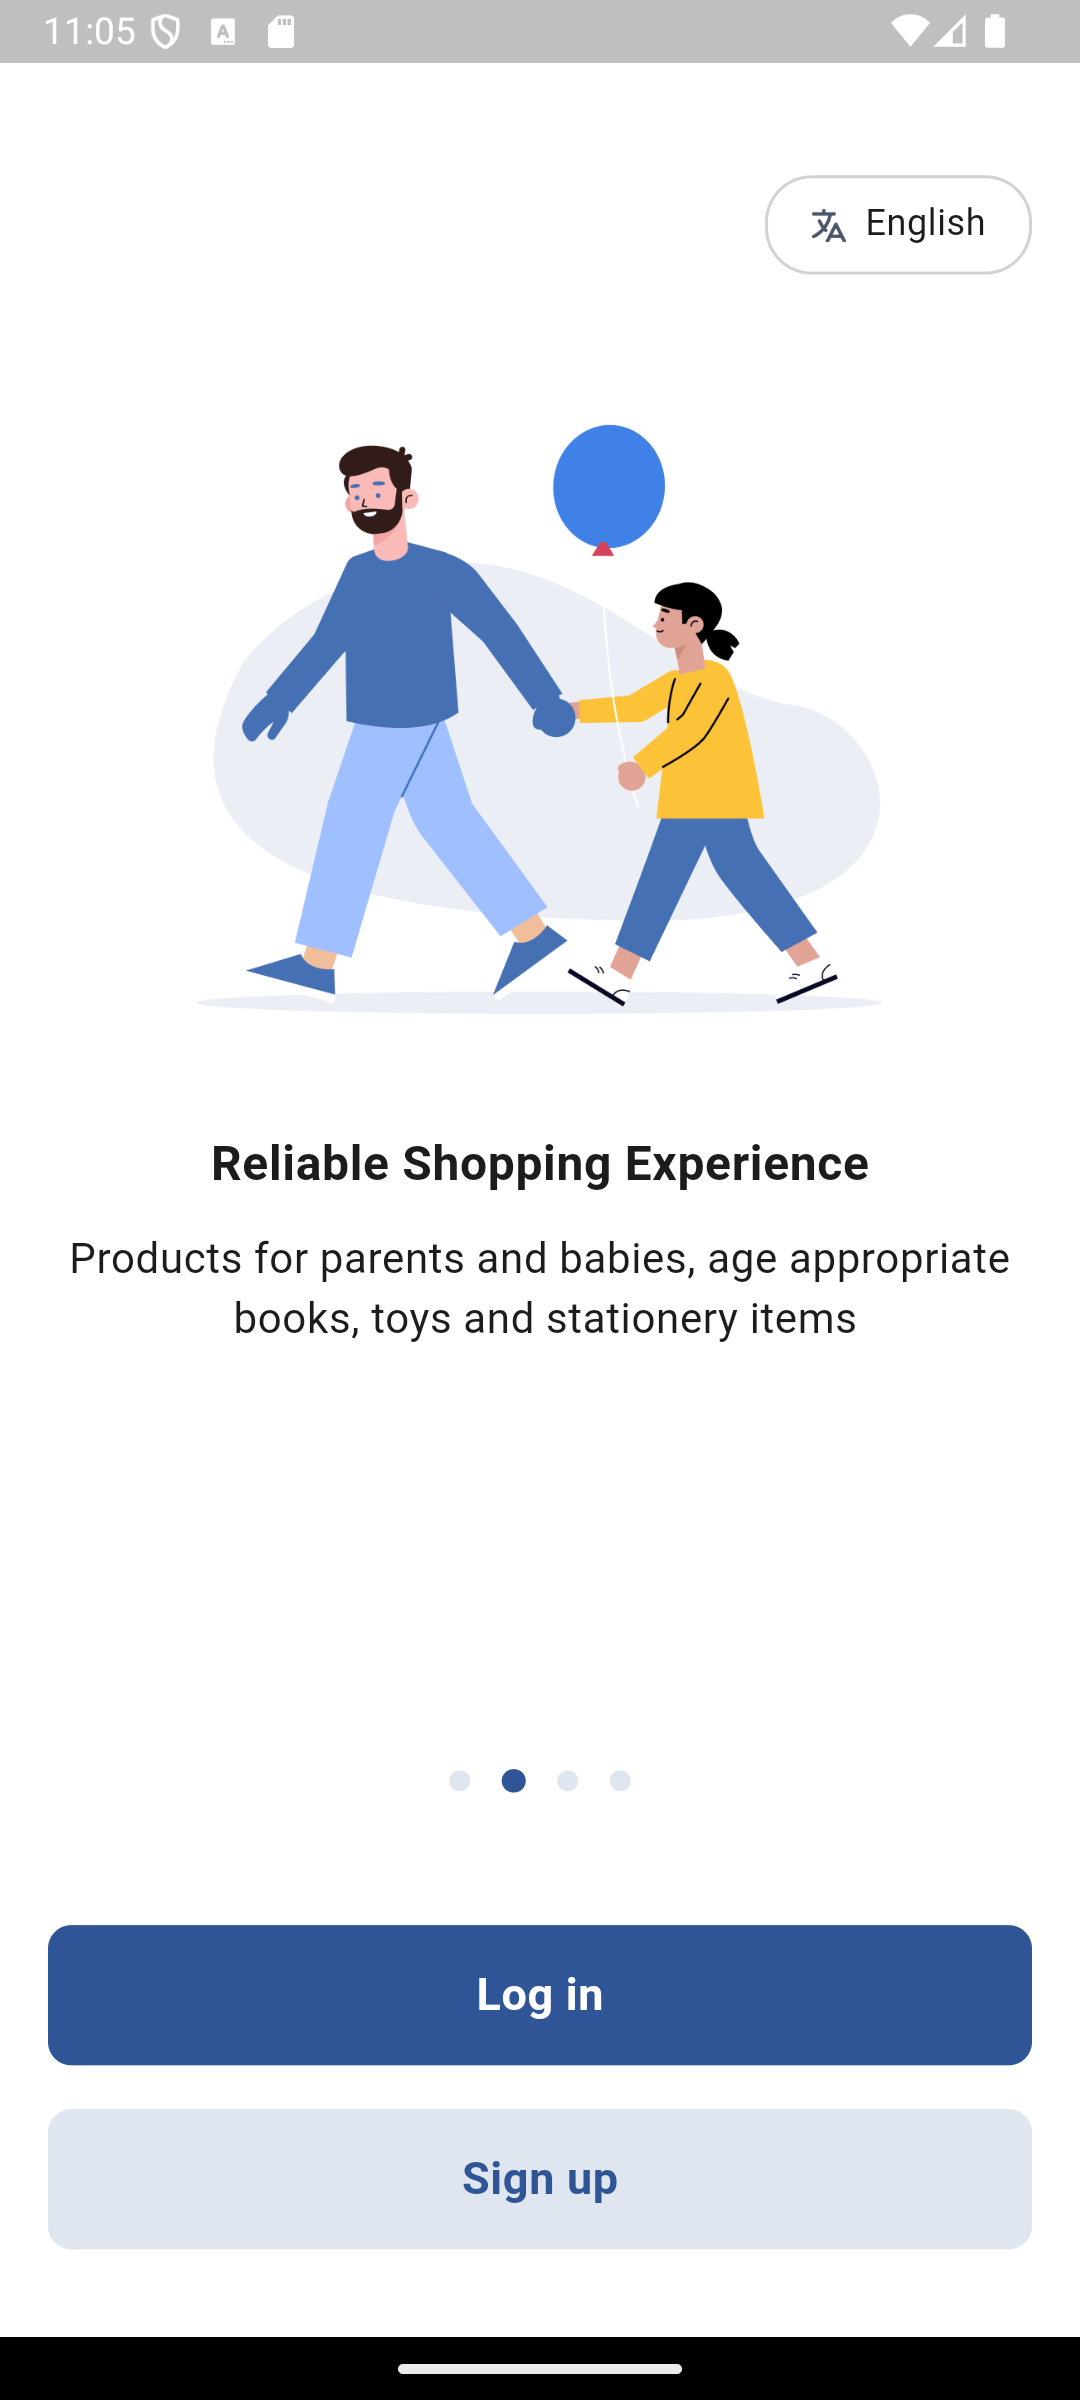 11:05
English
Reliable Shopping Experience
Products for parents and babies, age appropriate
books, toys and stationery items
Log in
Sign up